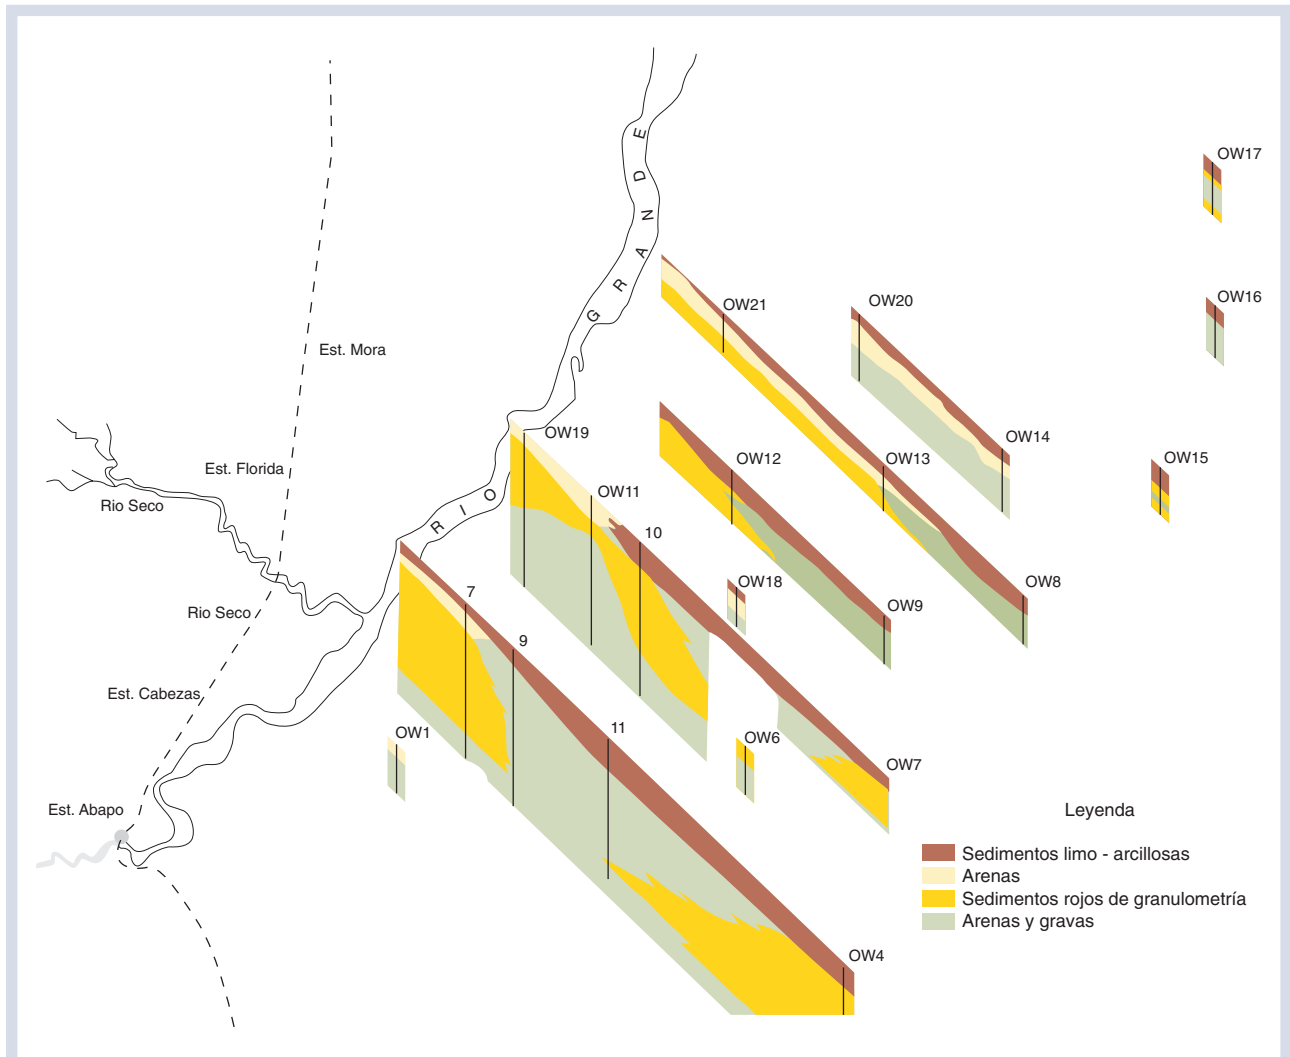 RIO GRANDE
OW17
OW16
OW21
OW20
Est. Mora
OW14
OW19
OW12
OW13
OW15
Est. Florida
Rio Seco
OW11
10
OW18
OW8
7
OW9
Rio Seco
9
Est. Cabezas
11
OW1
OW6
OW7
Est. Abapo
OW4
Leyenda
Sedimentos limo - arcillosas
Arenas
Sedimentos rojos de granulometría
Arenas y gravas